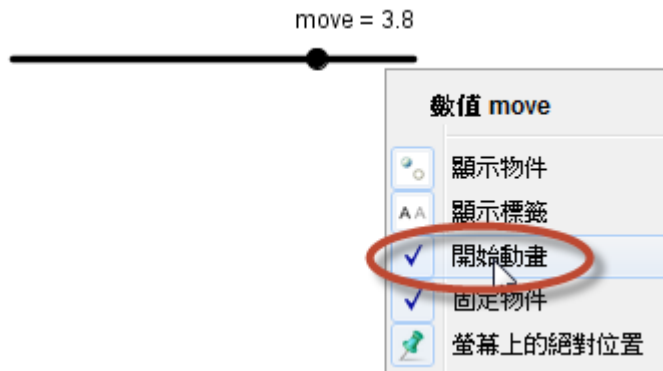 move = 3.8
數值 move
顯示物件
AA 顯示標籤
開始動畫
固定物件
螢幕上的絕對位置